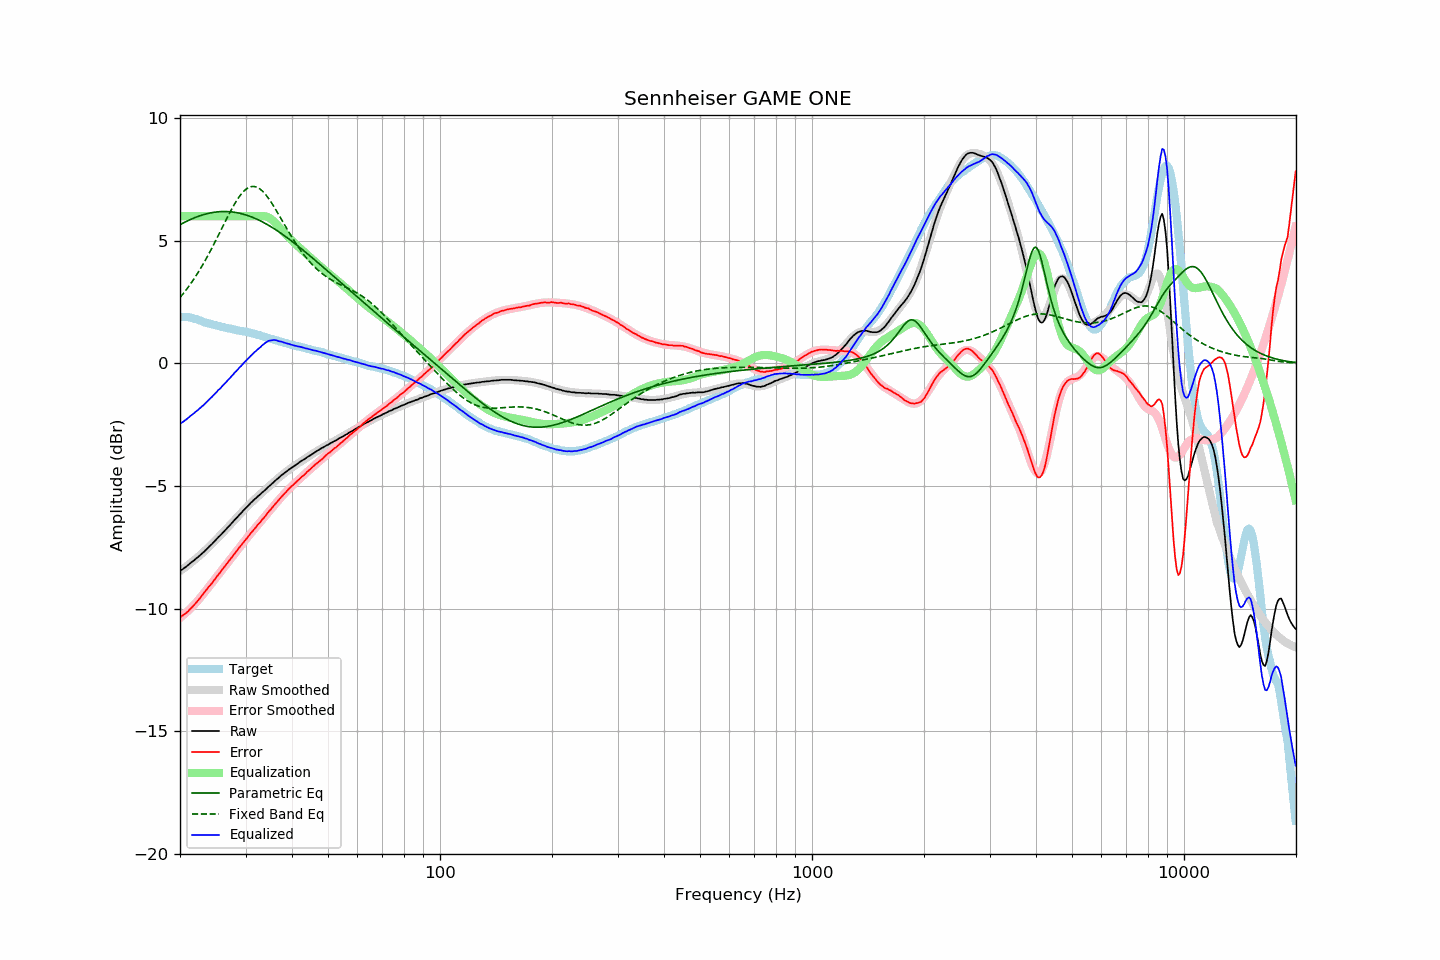 Sennheiser GAME ONE
10
5
0
−5
−10
−15
−20
Amplitude (dBr)
Target
Raw Smoothed
Error Smoothed
Raw
Error
Equalization
Parametric Eq
Fixed Band Eq
Equalized
100
1000
10000
Frequency (Hz)